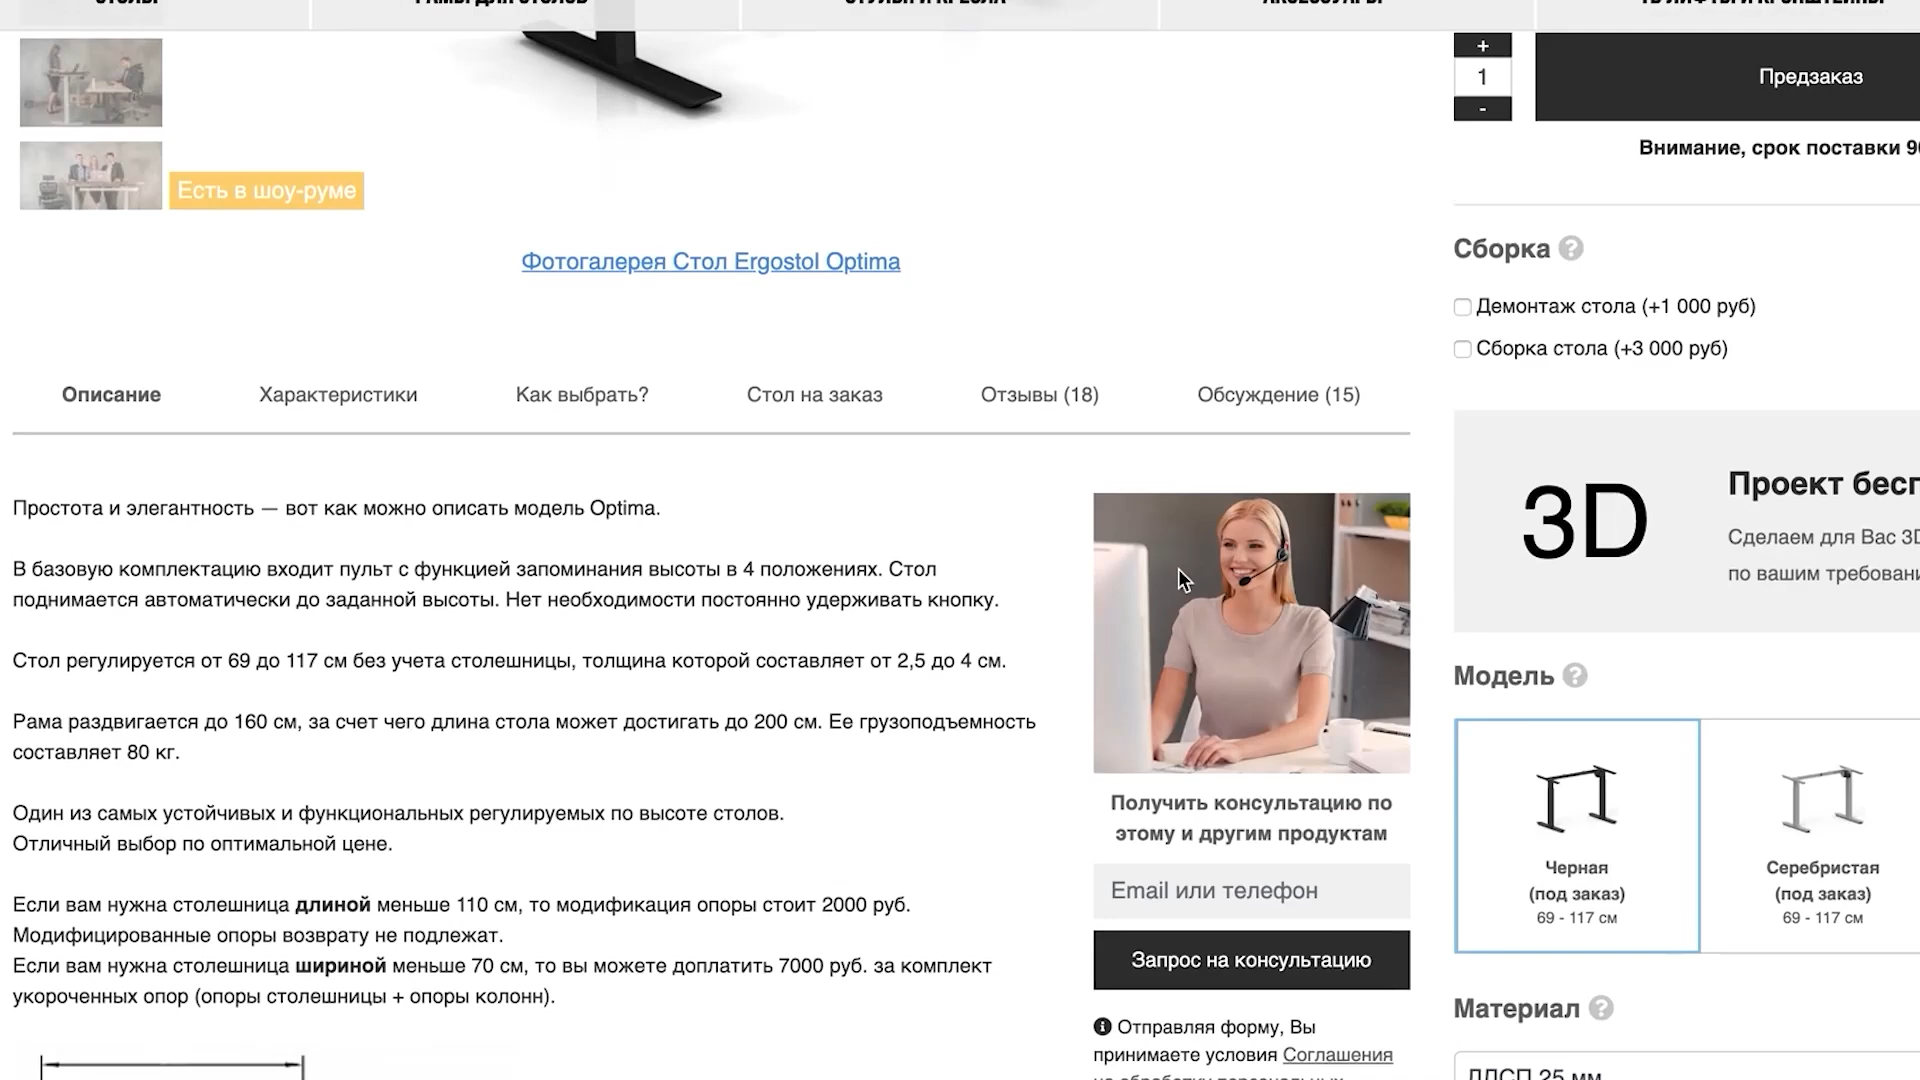 +
1
-
Предзаказ
Внимание, срок поставки
Есть в шоу-руме
Фотогалерея Стол Ergostol Optima
Сборка ?
Демонтаж стола (+1 000 руб)
Сборка стола (+3 000 руб)
Описание
Характеристики
Как выбрать?
Стол на заказ
Отзывы (18)
Обсуждение (15)
3D
Проект
Сделаем для Вас 3D
по вашим
Простота и элегантность — вот как можно описать модель Optima.
В базовую комплектацию входит пульт с функцией запоминания высоты в 4 положениях. Стол
поднимается автоматически до заданной высоты. Нет необходимости постоянно удерживать кнопку.
Стол регулируется от 69 до 117 см без учета столешницы, толщина которой составляет от 2,5 до 4 см.
Рама раздвигается до 160 см, за счет чего длина стола может достигать до 200 см. Ее грузоподъемность
составляет 80 кг.
Один из самых устойчивых и функциональных регулируемых по высоте столов.
Отличный выбор по оптимальной цене.
Если вам нужна столешница длиной меньше 110 см, то модификация опоры стоит 2000 руб.
Модифицированные опоры возврату не подлежат.
Если вам нужна столешница шириной меньше 70 см, то вы можете доплатить 7000 руб. за комплект
укороченных опор (опоры столешницы + опоры колонн).
Получить консультацию по
этому и другим продуктам
Email или телефон
Запрос на консультацию
Отправляя форму, Вы
принимаете условия Соглашения
Модель ?
Черная
(под заказ)
69 - 117 см
Серебристая
(под заказ)
69 - 117 см
Материал ?
ЛДСП 25 мм